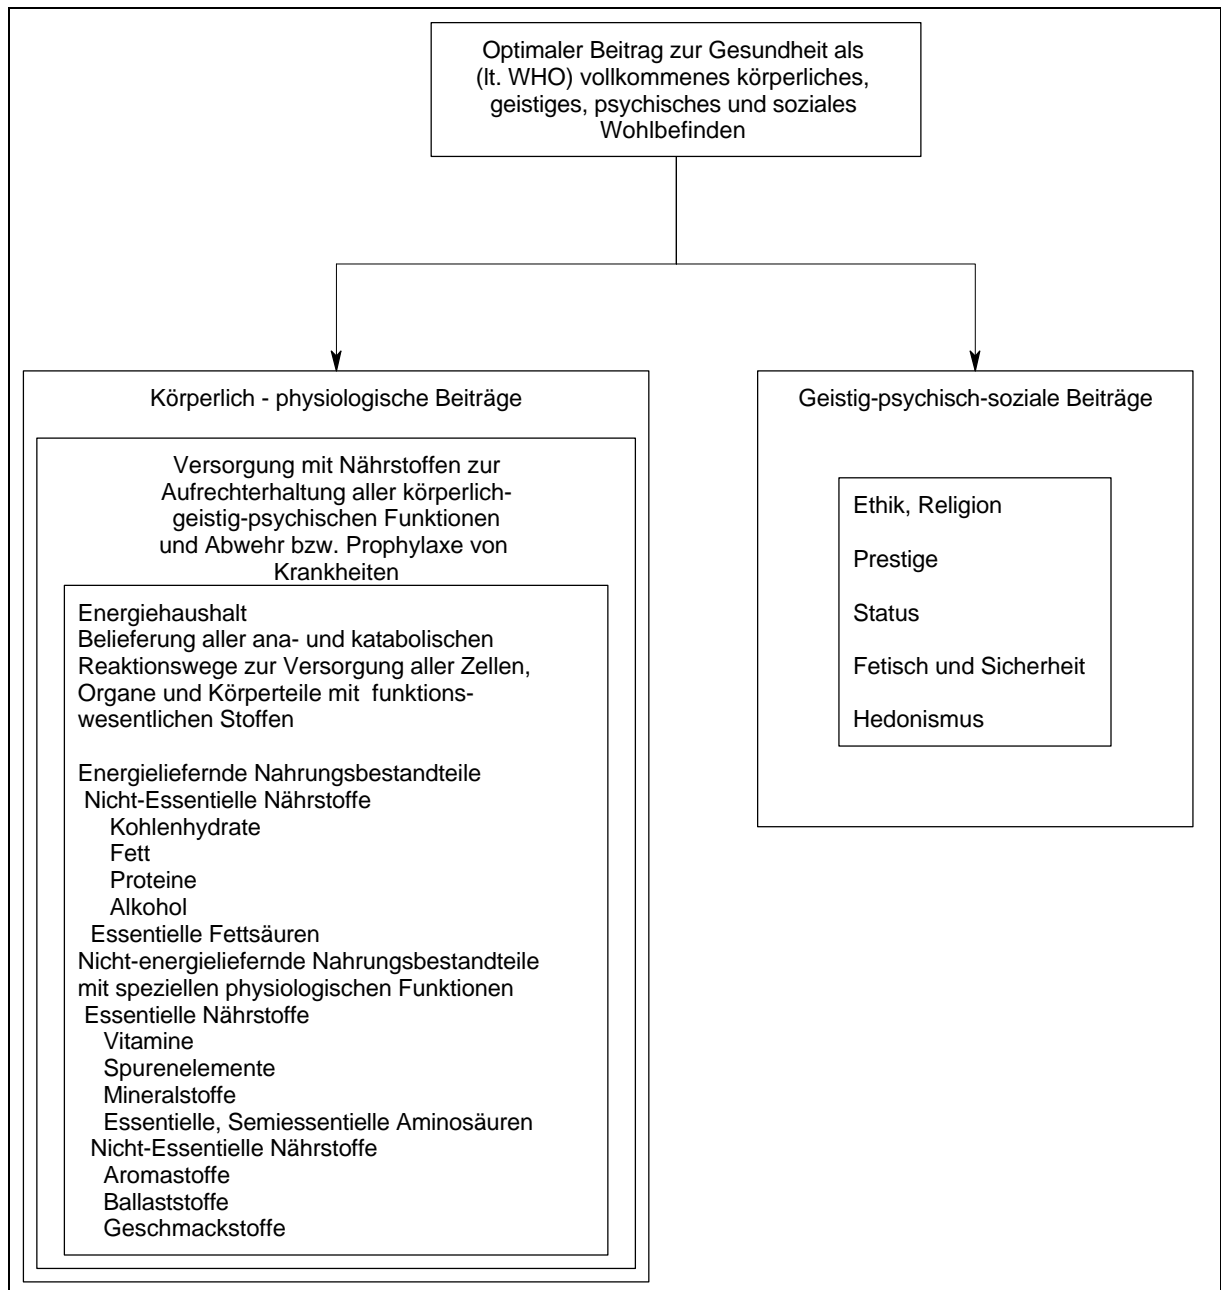 Optimaler Beitrag zur Gesundheit als
(lt. WHO) vollkommenes körperliches,
geistiges, psychisches und soziales
Wohlbefinden
Körperlich - physiologische Beiträge
Versorgung mit Nährstoffen zur
Aufrechterhaltung aller körperlich-
geistig-psychischen Funktionen
und Abwehr bzw. Prophylaxe von
Krankheiten
Energiehaushalt
Belieferung aller ana- und katabolischen
Reaktionswege zur Versorgung aller Zellen,
Organe und Körperteile mit funktions-
wesentlichen Stoffen
Energieliefernde Nahrungsbestandteile
Nicht-Essentielle Nährstoffe
Kohlenhydrate
Fett
Proteine
Alkohol
Essentielle Fettsäuren
Nicht-energieliefernde Nahrungsbestandteile
mit speziellen physiologischen Funktionen
Essentielle Nährstoffe
Vitamine
Spurenelemente
Mineralstoffe
Essentielle, Semiessentielle Aminosäuren
Nicht-Essentielle Nährstoffe
Aromastoffe
Ballaststoffe
Geschmackstoffe
Geistig-psychisch-soziale Beiträge
Ethik, Religion
Prestige
Status
Fetisch und Sicherheit
Hedonismus